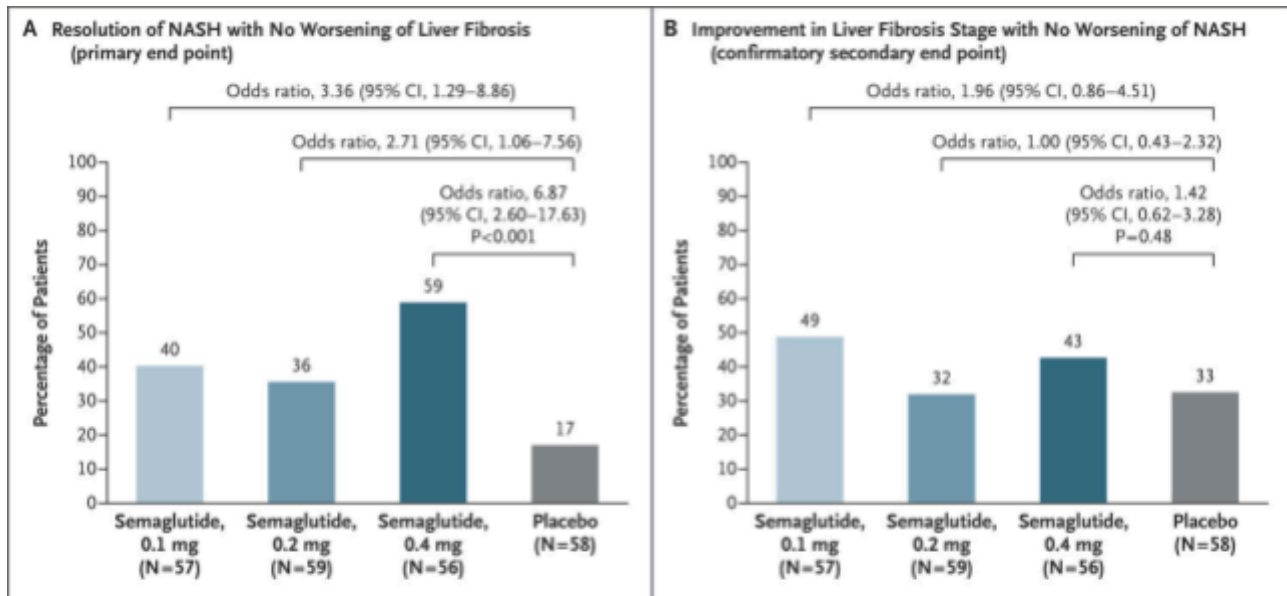 A Resolution of NASH with No Worsening of Liver Fibrosis
(primary end point)
Odds ratio, 3.36 (95% CI, 1.29–8.86)
Odds ratio, 2.71 (95% CI, 1.06–7.56)
Odds ratio, 6.87
(95% CI, 2.60–17.63)
P<0.001
Percentage of Patients
100
90
80
70
60
50
40
30
20
10
0
40
36
59
17
Semaglutide,
0.1 mg
(N=57)
Semaglutide,
0.2 mg
(N=59)
Semaglutide,
0.4 mg
(N=56)
Placebo
(N=58)
B Improvement in Liver Fibrosis Stage with No Worsening of NASH
(confirmatory secondary end point)
Odds ratio, 1.96 (95% CI, 0.86–4.51)
Odds ratio, 1.00 (95% CI, 0.43–2.32)
Odds ratio, 1.42
(95% CI, 0.62–3.28)
P=0.48
Percentage of Patients
100
90
80
70
60
50
40
30
20
10
0
49
32
43
33
Semaglutide,
0.1 mg
(N=57)
Semaglutide,
0.2 mg
(N=59)
Semaglutide,
0.4 mg
(N=56)
Placebo
(N=58)